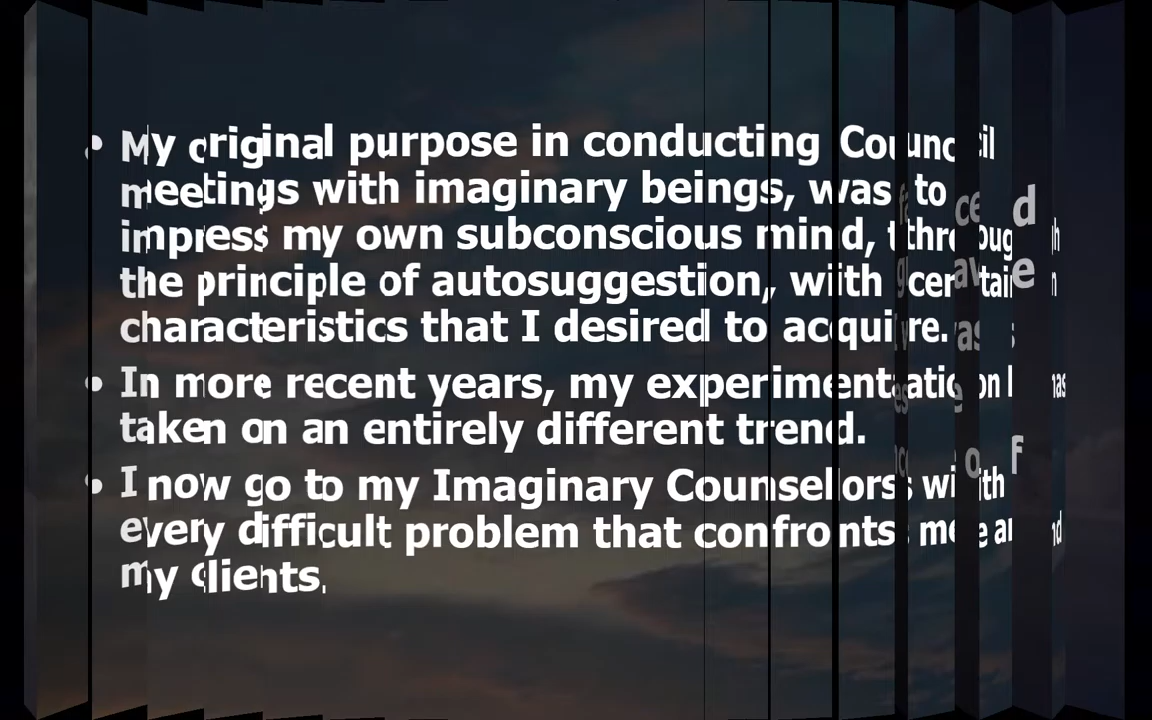 • My original purpose in conducting Council
meetings with imaginary beings, was to
impress my own subconscious mind, through
the principle of autosuggestion, with certain
characteristics that I desired to acquire.
• In more recent years, my experimentation has
taken on an entirely different trend.
• I now go to my Imaginary Counsellors with
every difficult problem that confronts me and
my clients.